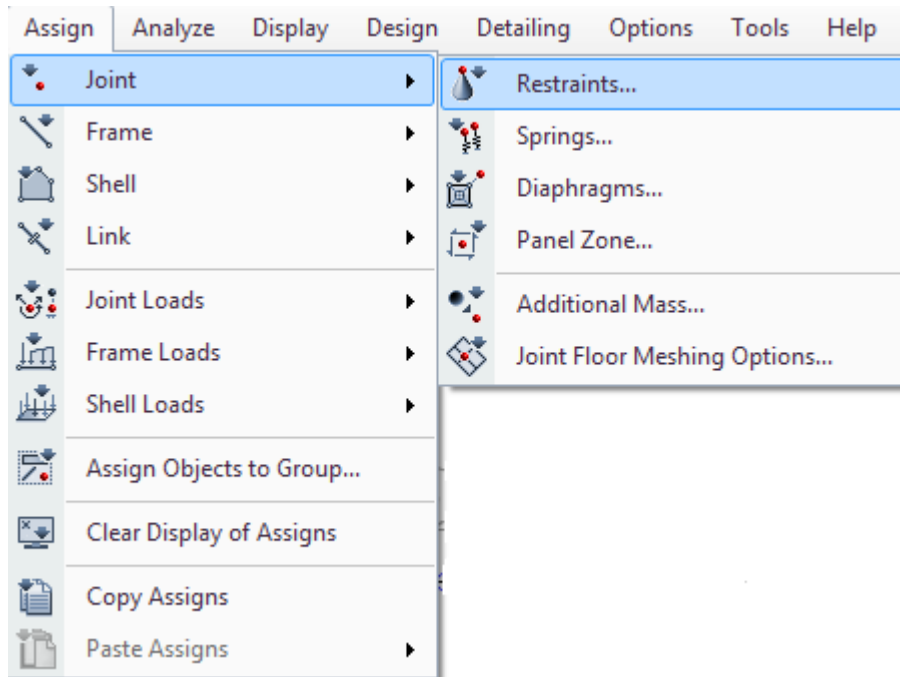 Assign Analyze Display Design Detailing Options Tools Help
Joint
Frame
Shell
Link
Joint Loads
Frame Loads
Shell Loads
Assign Objects to Group...
Clear Display of Assigns
Copy Assigns
Paste Assigns
Restraints...
Springs...
Diaphragms...
Panel Zone...
Additional Mass...
Joint Floor Meshing Options...